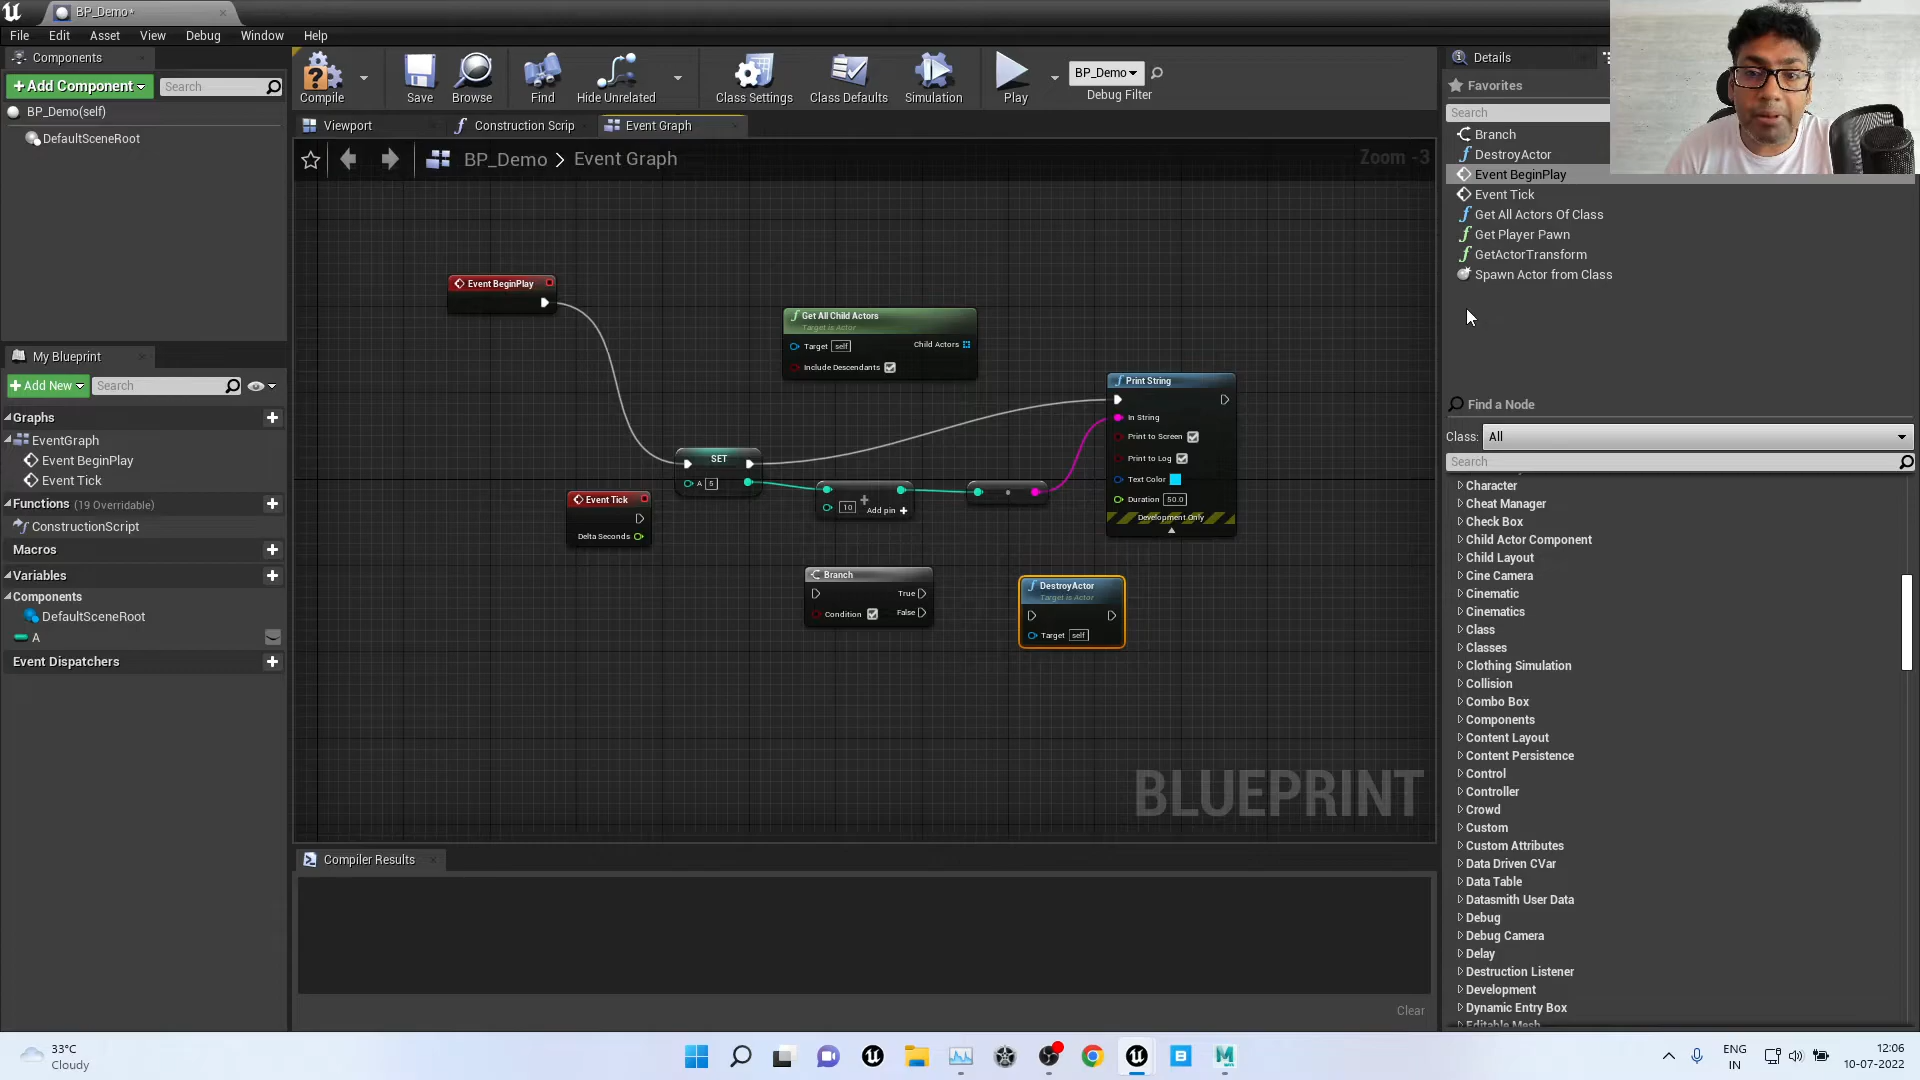 BP_Demo*
File Edit Asset View Debug Window Help
Components
+Add Component
Search
BP_Demo(self)
DefaultSceneRoot
Compile
Save
Browse
Find
Hide Unrelated
Class Settings
Class Defaults
Simulation
Play
BP_Demo
Debug Filter
Viewport
Construction Scrip
Event Graph
BP_Demo > Event Graph
Zoom -3
Event BeginPlay
Get All Child Actors
Target is Actor
Target self
Child Actors
Include Descendants
Print String
In String
Print to Screen
Print to Log
Text Color
Duration 50.0
Development Only
SET
A 5
10
Add pin +
Event Tick
Delta Seconds
Branch
True
Condition
False
DestroyActor
Target is Actor
Target self
BLUEPRINT
My Blueprint
+Add New
Search
Graphs
EventGraph
Event BeginPlay
Event Tick
Functions (19 Overridable)
ConstructionScript
Macros
Variables
Components
DefaultSceneRoot
A
Event Dispatchers
Compiler Results
Clear
Details
Favorites
Search
Branch
DestroyActor
Event BeginPlay
Event Tick
Get All Actors Of Class
Get Player Pawn
GetActorTransform
Spawn Actor from Class
Find a Node
Class: All
Search
Character
Cheat Manager
Check Box
Child Actor Component
Child Layout
Cine Camera
Cinematic
Cinematics
Class
Classes
Clothing Simulation
Collision
Combo Box
Components
Content Layout
Content Persistence
Control
Controller
Crowd
Custom
Custom Attributes
Data Driven CVar
Data Table
Datasmith User Data
Debug
Debug Camera
Delay
Destruction Listener
Development
Dynamic Entry Box
Editable Mesh
33°C
Cloudy
ENG
IN
12:06
10-07-2022